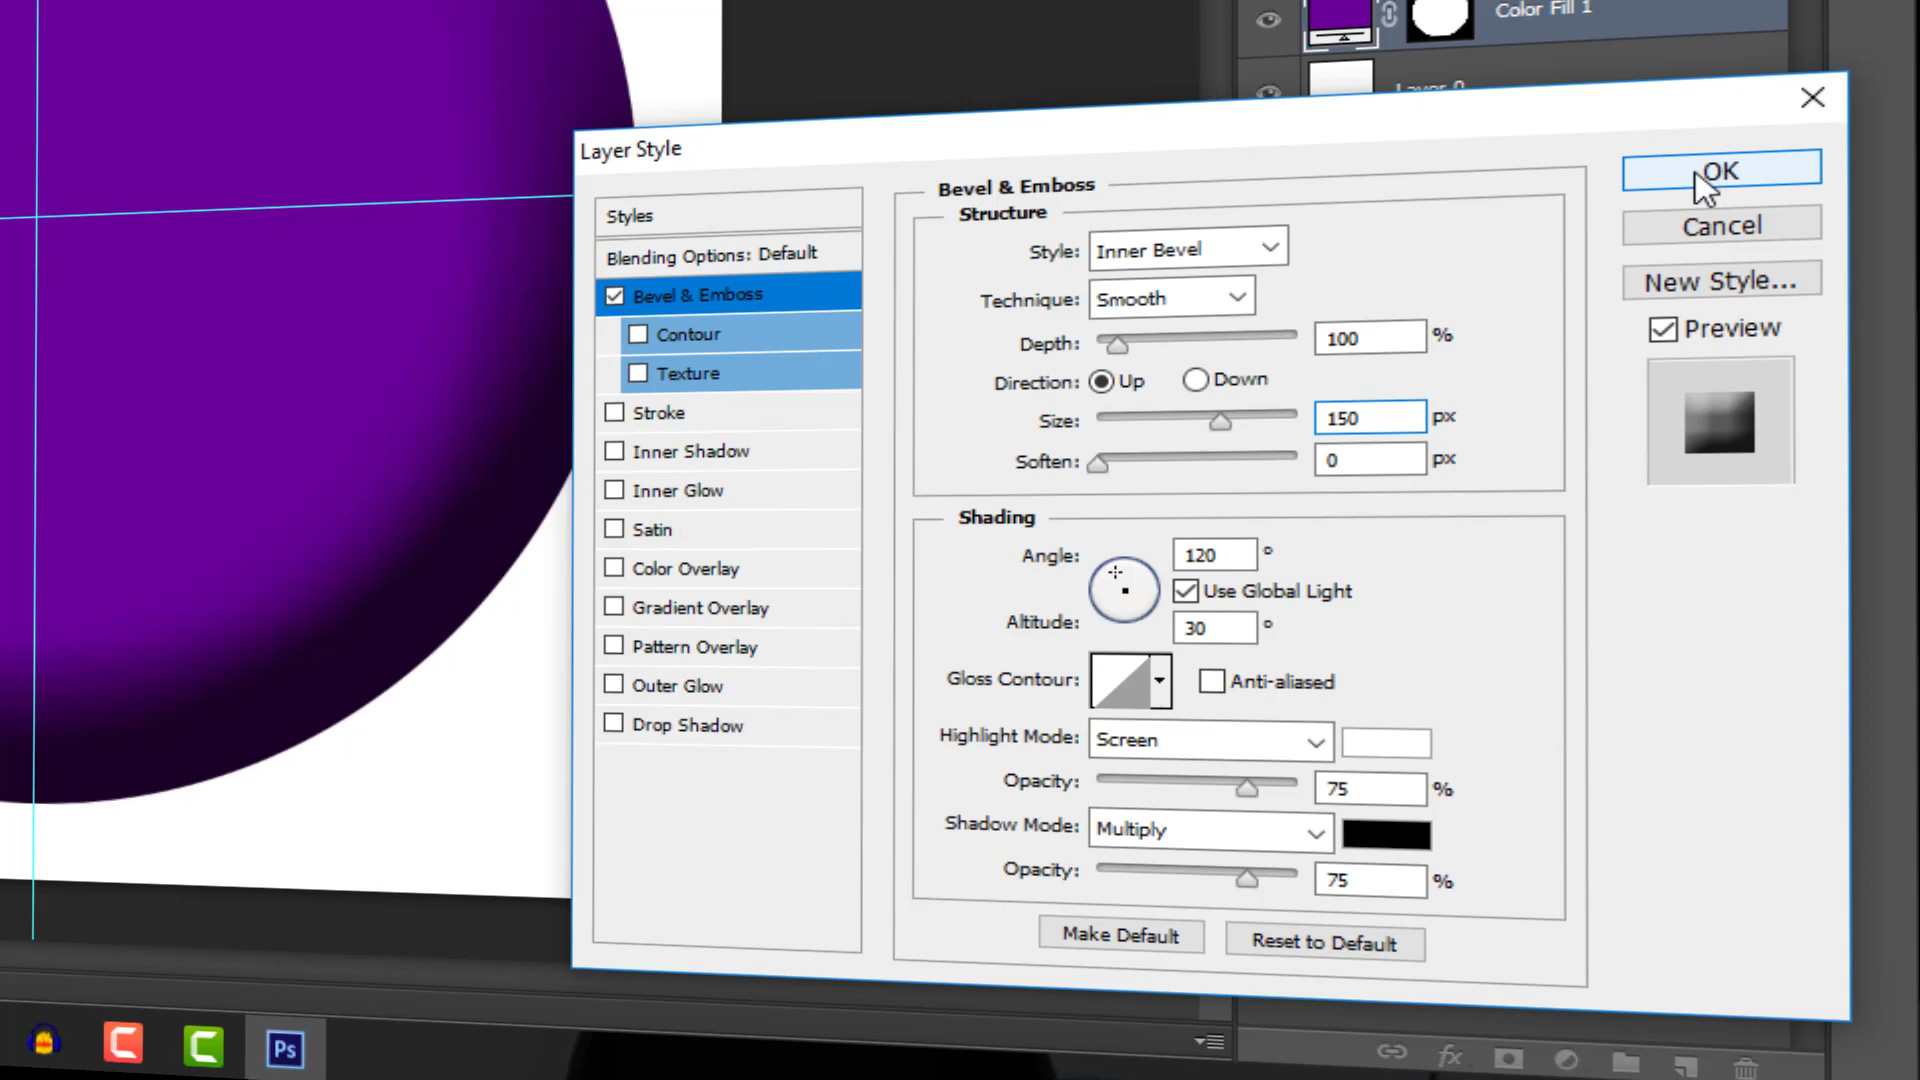 Color Fill 1
Layer 0
Layer Style
Styles
Blending Options: Default
Bevel & Emboss
Contour
Texture
Stroke
Inner Shadow
Inner Glow
Satin
Color Overlay
Gradient Overlay
Pattern Overlay
Outer Glow
Drop Shadow
Bevel & Emboss
Structure
Style: Inner Bevel
Technique: Smooth
Depth: 100 %
Direction: Up Down
Size: 150 px
Soften: 0 px
Shading
Angle: 120 °
Use Global Light
Altitude: 30 °
Gloss Contour: Anti-aliased
Highlight Mode: Screen
Opacity: 75 %
Shadow Mode: Multiply
Opacity: 75 %
Make Default Reset to Default
OK
Cancel
New Style...
Preview
Ps
fx